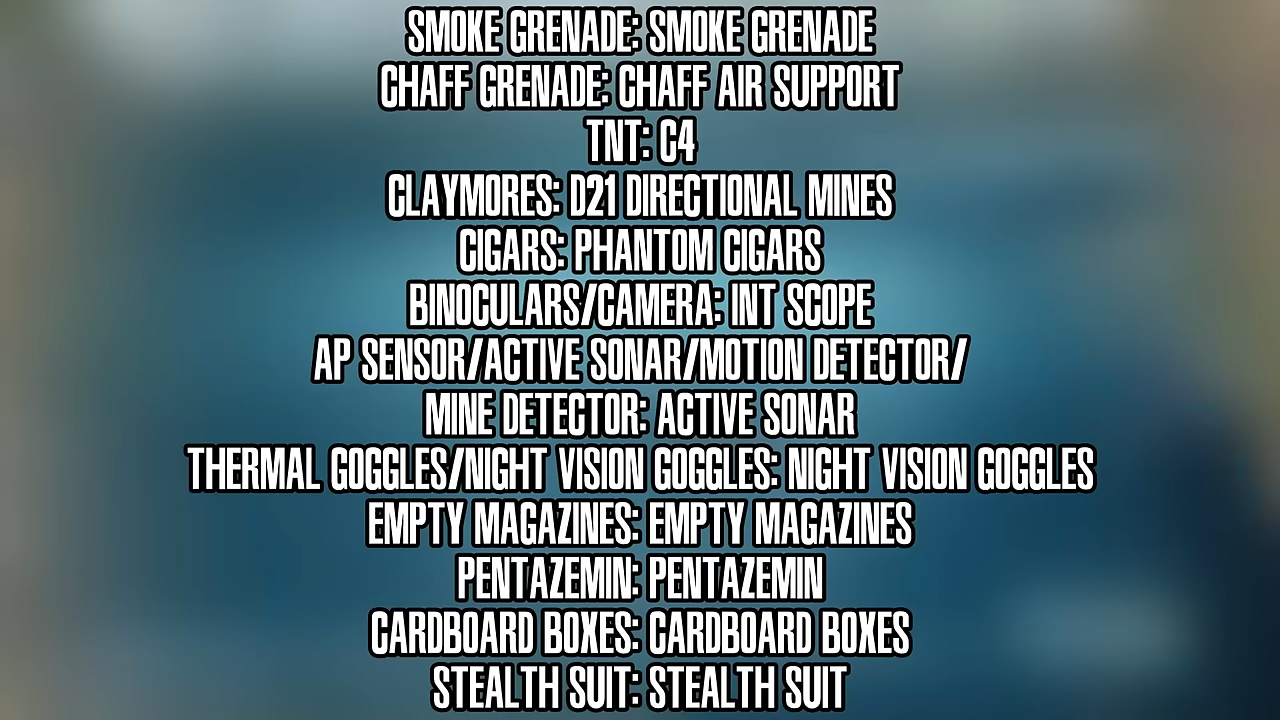 SMOKE GRENADE: SMOKE GRENADE
CHAFF GRENADE: CHAFF AIR SUPPORT
TNT: C4
CLAYMORES: D21 DIRECTIONAL MINES
CIGARS: PHANTOM CIGARS
BINOCULARS/CAMERA: INT SCOPE
AP SENSOR/ACTIVE SONAR/MOTION DETECTOR/
MINE DETECTOR: ACTIVE SONAR
THERMAL GOGGLES/NIGHT VISION GOGGLES: NIGHT VISION GOGGLES
EMPTY MAGAZINES: EMPTY MAGAZINES
PENTAZEMIN: PENTAZEMIN
CARDBOARD BOXES: CARDBOARD BOXES
STEALTH SUIT: STEALTH SUIT